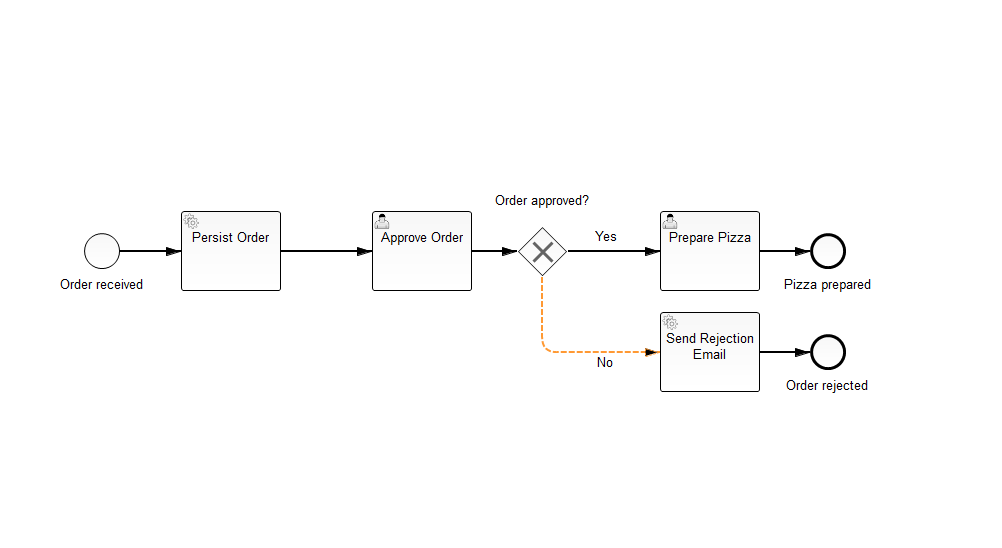 Order approved?
Persist Order
Approve Order
Yes
Prepare Pizza
Order received
Pizza prepared
Send Rejection
Email
No
Order rejected